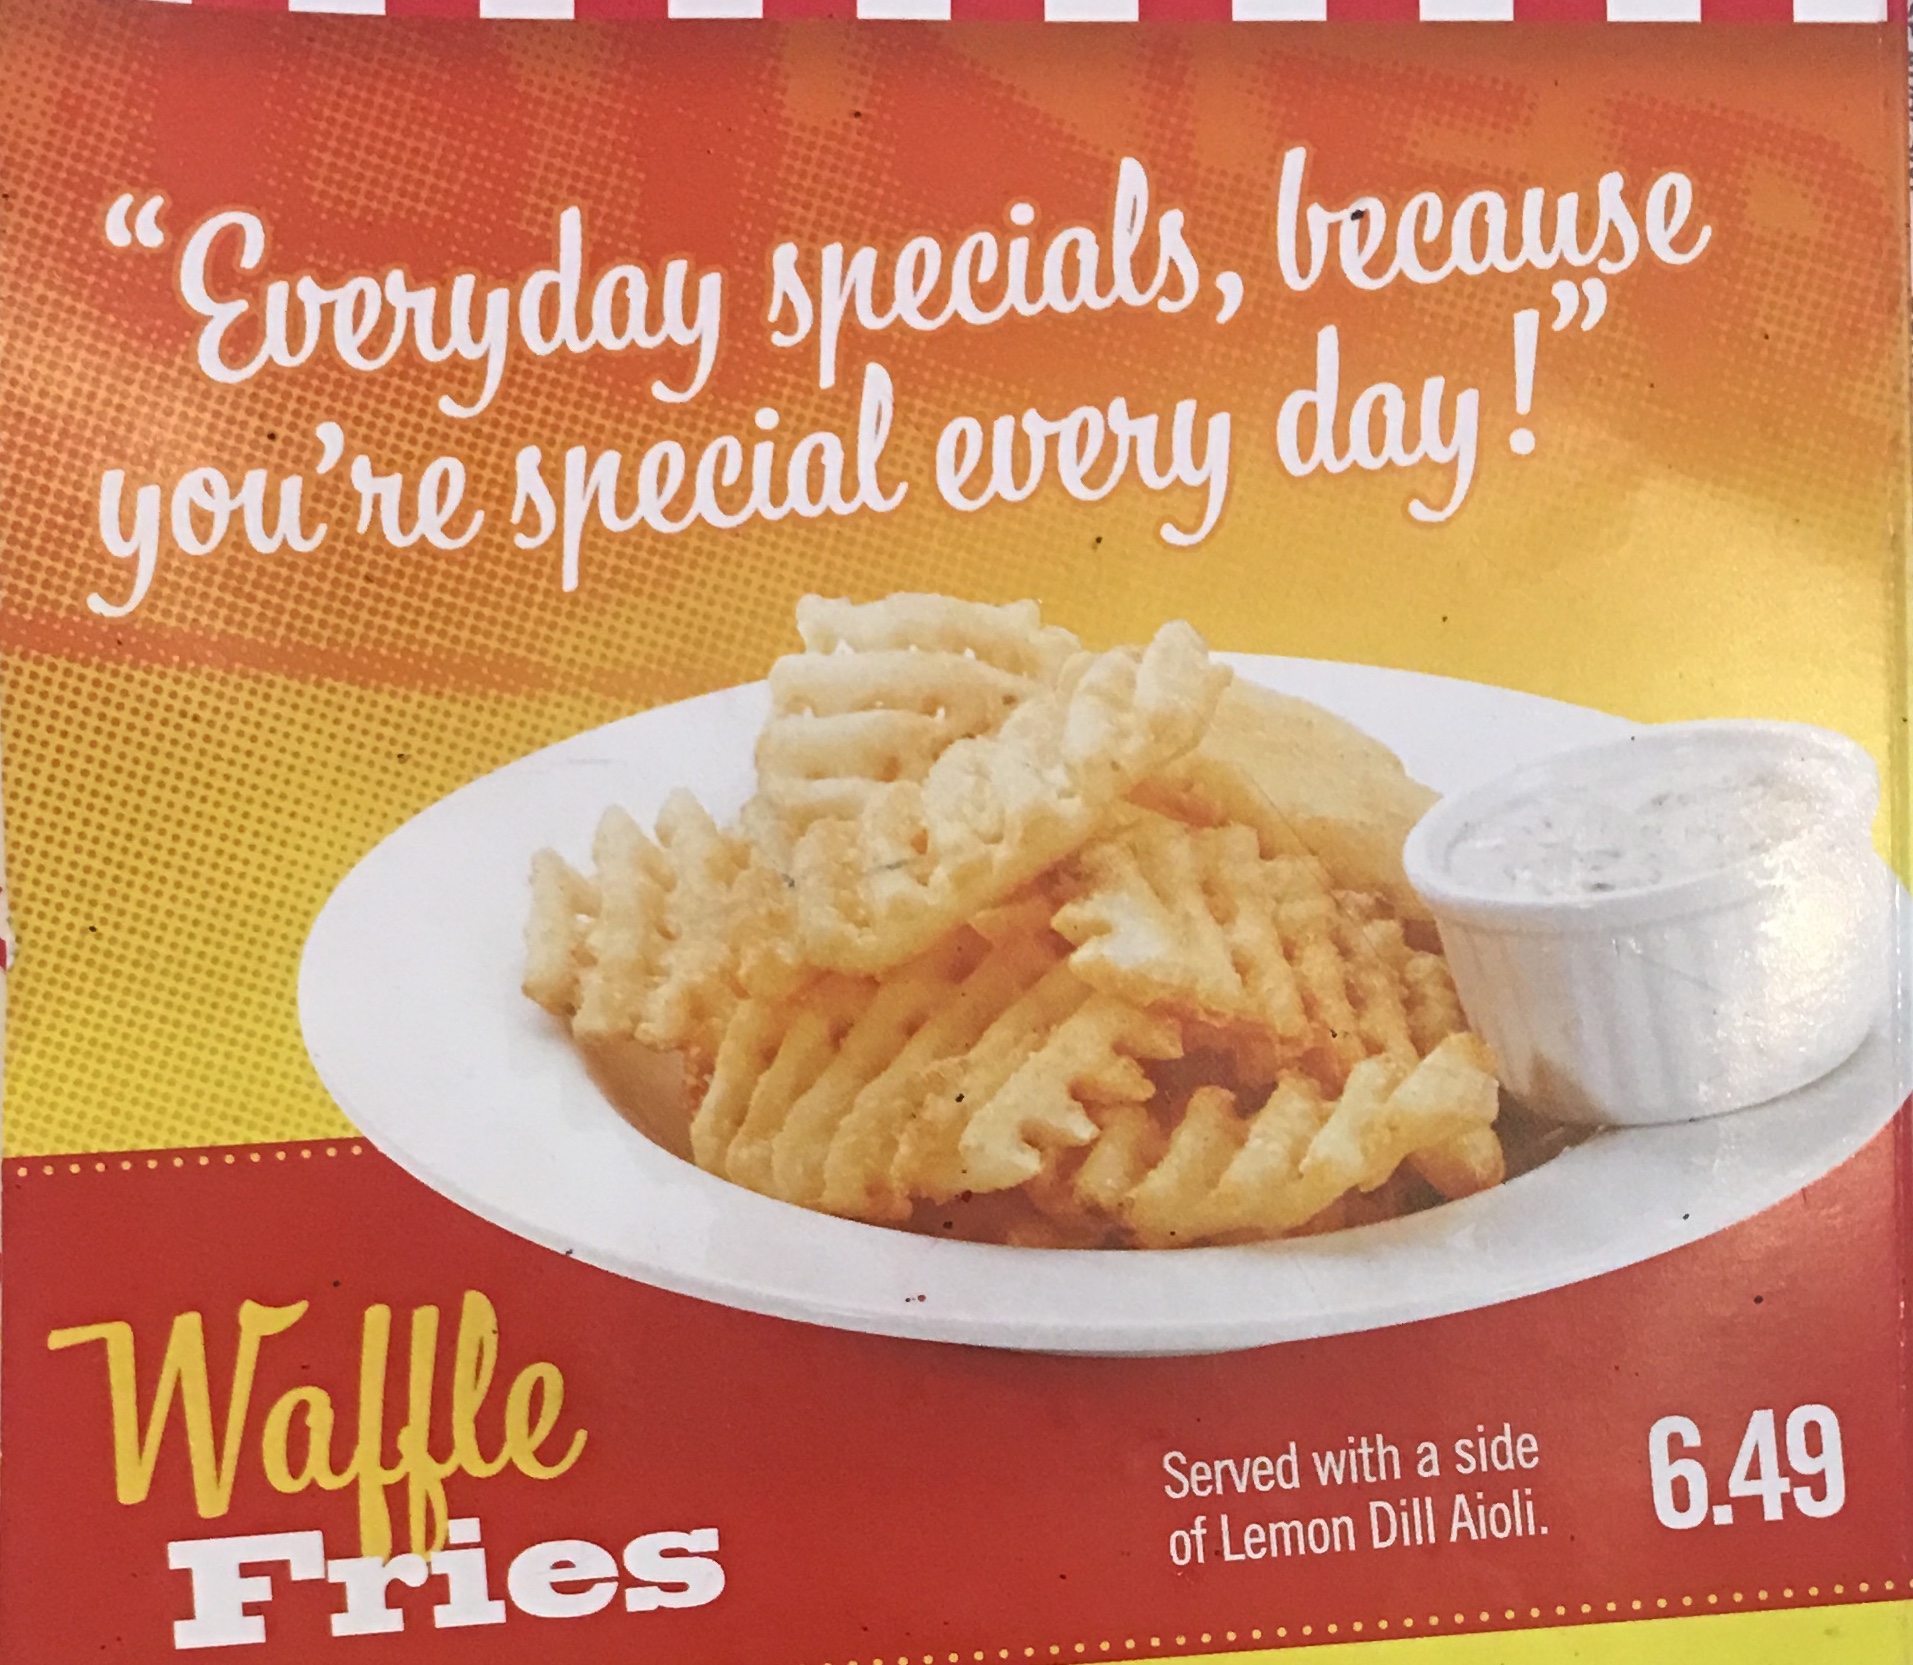 “Everyday specials, because
you’re special every day!”
Waffle
Fries
Served with a side
of Lemon Dill Aioli.
6.49